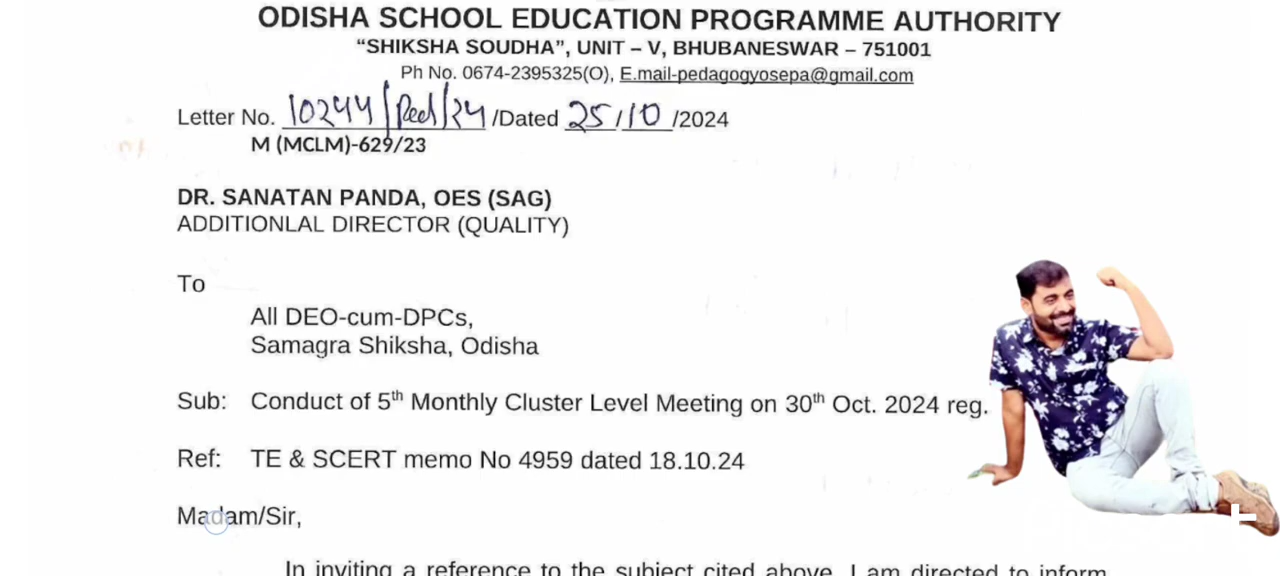 ODISHA SCHOOL EDUCATION PROGRAMME AUTHORITY
“SHIKSHA SOUDHA”, UNIT – V, BHUBANESWAR – 751001
Ph No. 0674-2395325(O), E.mail-pedagogyosepa@gmail.com
Letter No. 10244/Ped/24 /Dated 25/10 /2024
M (MCLM)-629/23
DR. SANATAN PANDA, OES (SAG)
ADDITIONLAL DIRECTOR (QUALITY)
To
All DEO-cum-DPCs,
Samagra Shiksha, Odisha
Sub: Conduct of 5th Monthly Cluster Level Meeting on 30th Oct. 2024 reg.
Ref: TE & SCERT memo No 4959 dated 18.10.24
Madam/Sir,
In inviting a reference to the subject cited above, I am directed to inform